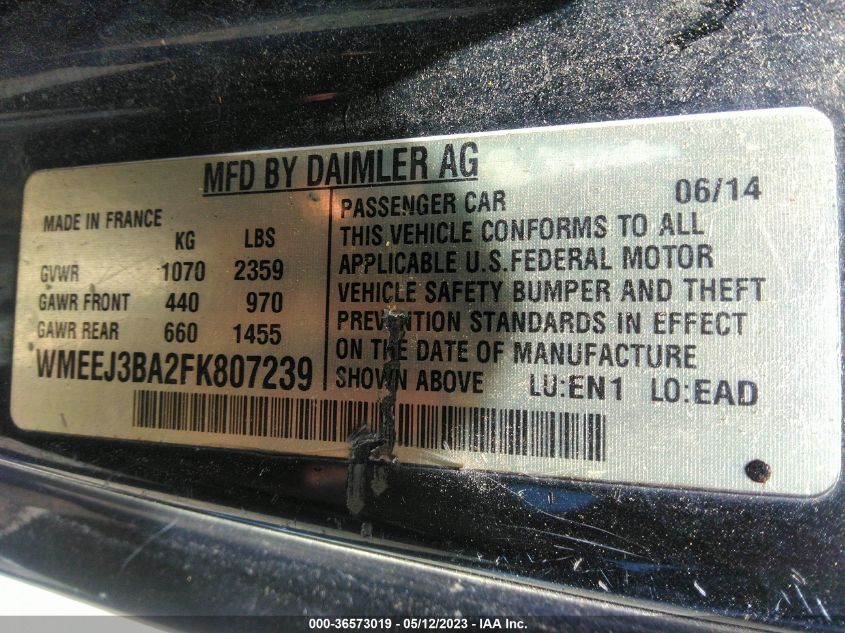 MFD BY DAIMLER AG
MADE IN FRANCE
KG LBS
GVWR 1070 2359
GAWR FRONT 440 970
GAWR REAR 660 1455
WMEEJ3BA2FK807239
PASSENGER CAR 06/14
THIS VEHICLE CONFORMS TO ALL
APPLICABLE U.S.FEDERAL MOTOR
VEHICLE SAFETY BUMPER AND THEFT
PREVENTION STANDARDS IN EFFECT
ON THE DATE OF MANUFACTURE
SHOWN ABOVE LU:EN1 LO:EAD
000-36573019 - 05/12/2023 - IAA Inc.